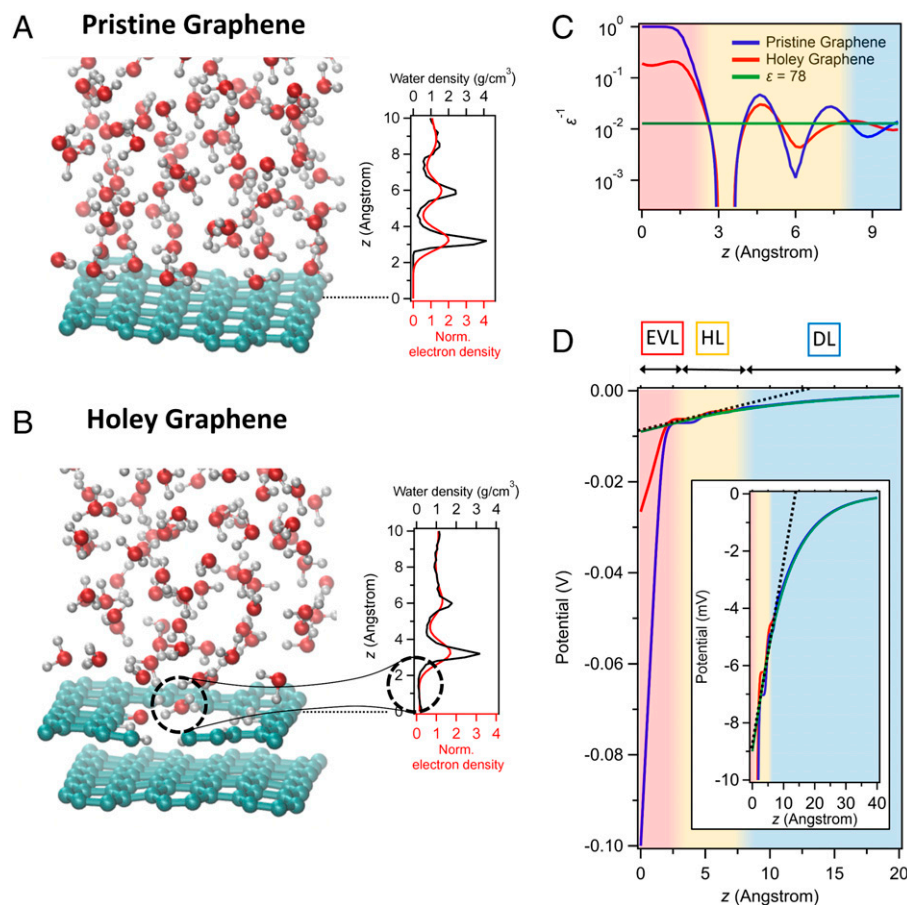 A
Pristine Graphene
Water density (g/cm³)
0 1 2 3 4
10
8
6
4
2
0
z (Angstrom)
0 1 2 3 4
Norm.
electron density
B
Holey Graphene
Water density (g/cm³)
0 1 2 3 4
10
8
6
4
2
0
z (Angstrom)
0 1 2 3 4
Norm.
electron density
C
10⁰
10⁻¹
10⁻²
10⁻³
ε⁻¹
Pristine Graphene
Holey Graphene
ε = 78
0 3 6 9
z (Angstrom)
D
EVL
HL
DL
0.00
-0.02
-0.04
-0.06
-0.08
-0.10
Potential (V)
0 5 10 15 20
z (Angstrom)
0
-2
-4
-6
-8
-10
Potential (mV)
0 10 20 30 40
z (Angstrom)